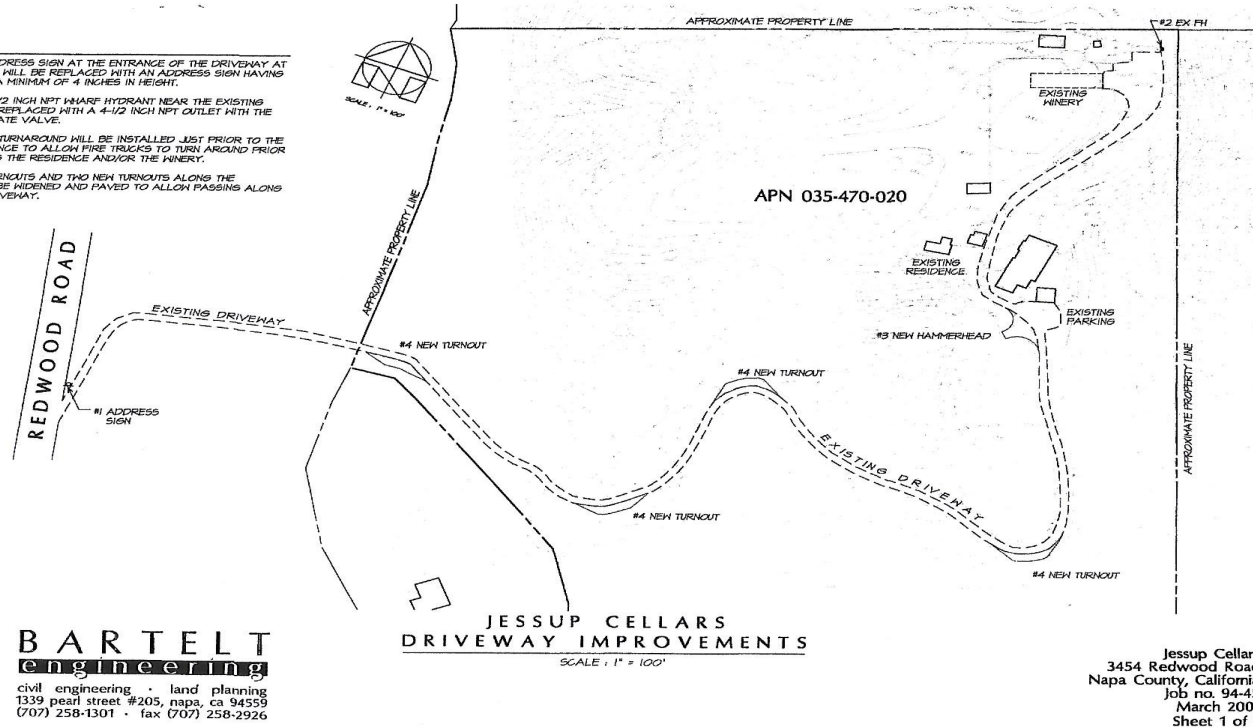 APPROXIMATE PROPERTY LINE
#2 EX FH
DRESS SIGN AT THE ENTRANCE OF THE DRIVEWAY AT
WILL BE REPLACED WITH AN ADDRESS SIGN HAVING
A MINIMUM OF 4 INCHES IN HEIGHT.
/2 INCH NPT WHARF HYDRANT NEAR THE EXISTING
REPLACED WITH A 4-1/2 INCH NPT OUTLET WITH THE
ATE VALVE.
TURNAROUND WILL BE INSTALLED JUST PRIOR TO THE
NCE TO ALLOW FIRE TRUCKS TO TURN AROUND PRIOR
THE RESIDENCE AND/OR THE WINERY.
RNOUTS AND TWO NEW TURNOUTS ALONG THE
BE WIDENED AND PAVED TO ALLOW PASSING ALONG
VEWAY.
SCALE: 1" = 100'
EXISTING
WINERY
APN 035-470-020
APPROXIMATE PROPERTY LINE
REDWOOD ROAD
EXISTING DRIVEWAY
EXISTING
RESIDENCE
EXISTING
PARKING
#3 NEW HAMMERHEAD
#4 NEW TURNOUT
#4 NEW TURNOUT
APPROXIMATE PROPERTY LINE
#1 ADDRESS
SIGN
EXISTING DRIVEWAY
#4 NEW TURNOUT
#4 NEW TURNOUT
JESSUP CELLARS
DRIVEWAY IMPROVEMENTS
SCALE: 1" = 100'
BARTELT
engineering
civil engineering · land planning
1339 pearl street #205, napa, ca 94559
(707) 258-1301 · fax (707) 258-2926
Jessup Cellar
3454 Redwood Road
Napa County, California
Job no. 94-4
March 200
Sheet 1 of